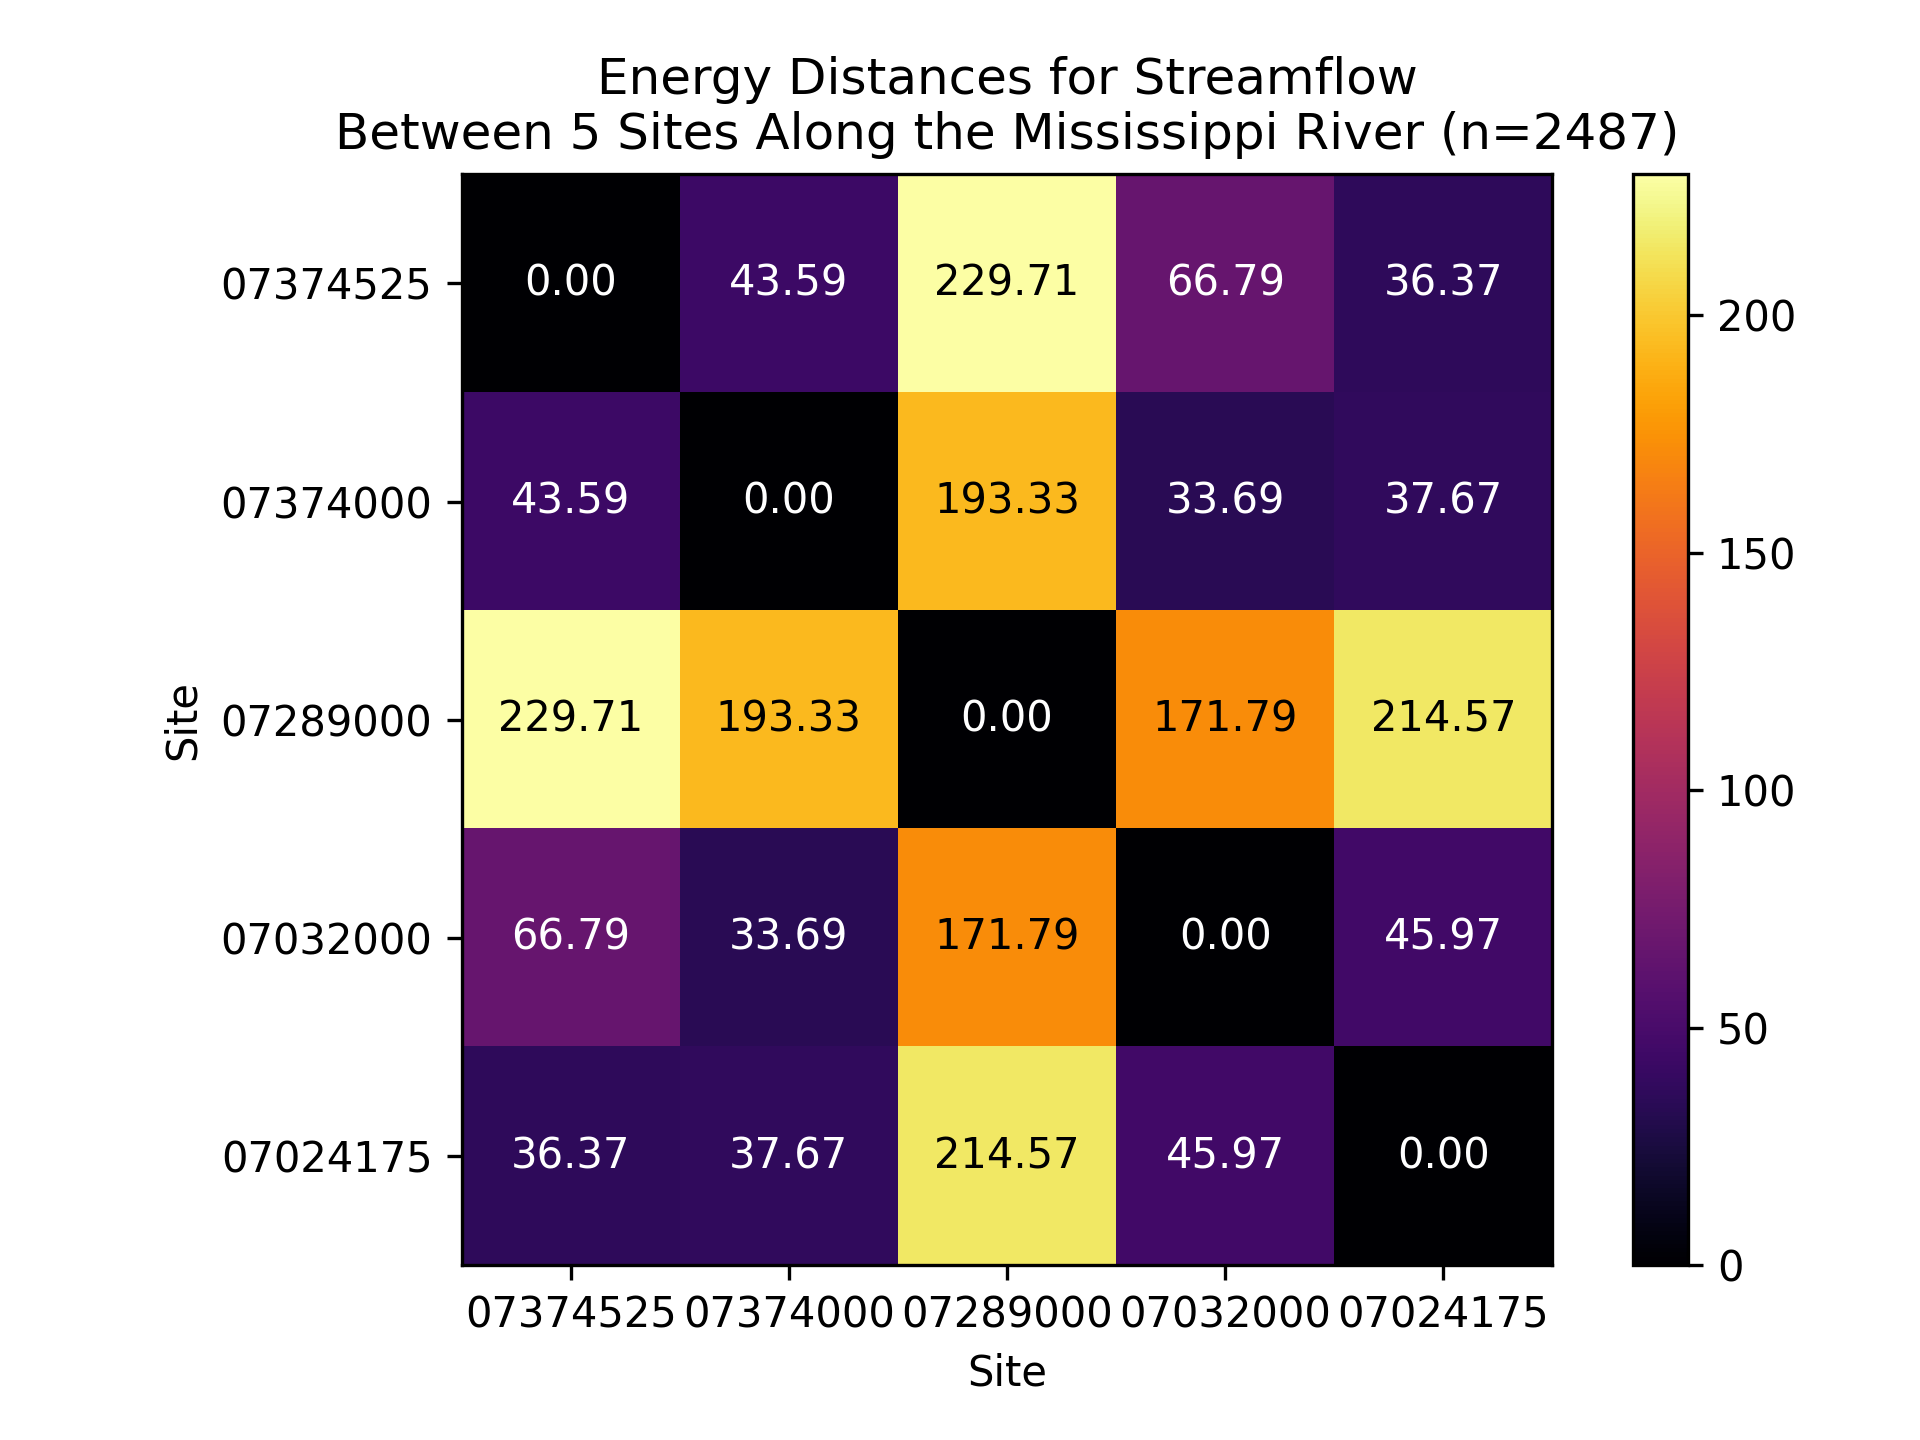 Energy Distances for Streamflow
Between 5 Sites Along the Mississippi River (n=2487)
07374525 0.00 43.59 229.71 66.79 36.37
07374000 43.59 0.00 193.33 33.69 37.67
07289000 229.71 193.33 0.00 171.79 214.57
07032000 66.79 33.69 171.79 0.00 45.97
07024175 36.37 37.67 214.57 45.97 0.00
Site
07374525 07374000 07289000 07032000 07024175
Site
200
150
100
50
0